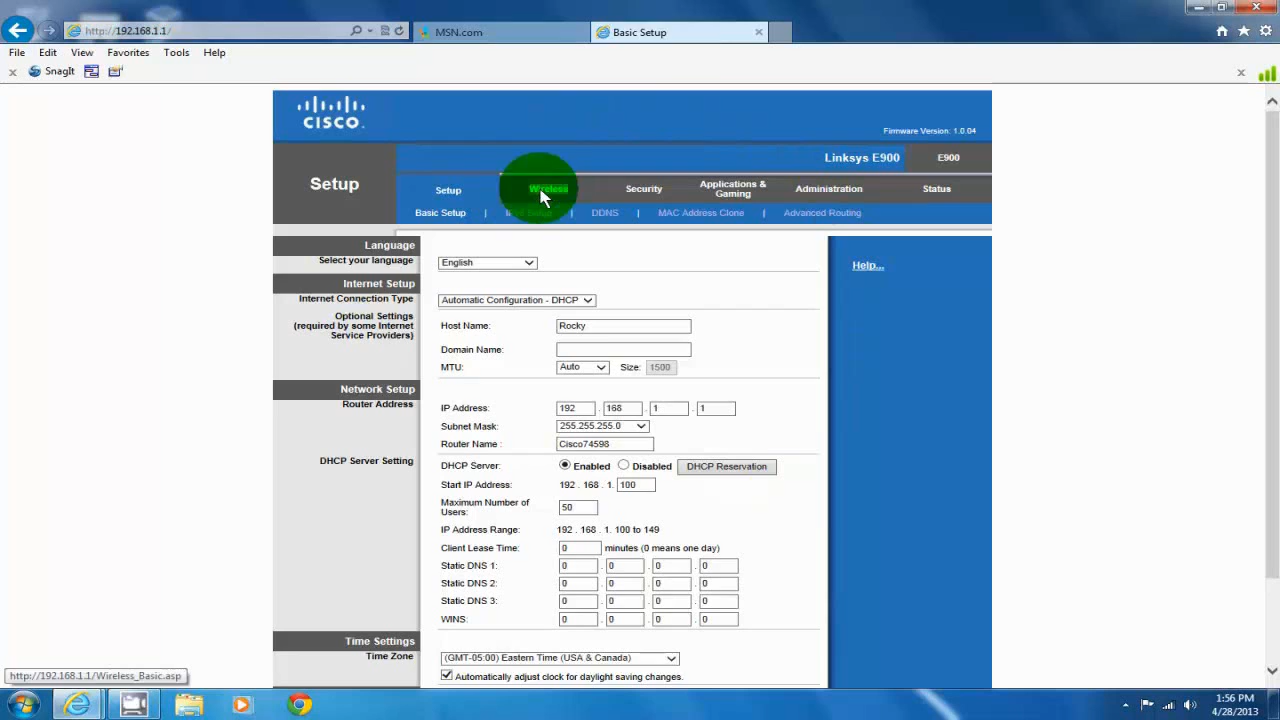 http://192.168.1.1/
MSN.com
Basic Setup
File Edit View Favorites Tools Help
SnagIt
CISCO
Firmware Version: 1.0.04
Linksys E900 E900
Setup
Setup Wireless Security Applications & Gaming Administration Status
Basic Setup | | DDNS | MAC Address Clone | Advanced Routing
Language
Select your language English
Help...
Internet Setup
Internet Connection Type Automatic Configuration - DHCP
Optional Settings
(required by some Internet
Service Providers)
Host Name: Rocky
Domain Name:
MTU: Auto Size: 1500
Network Setup
Router Address
IP Address: 192 . 168 . 1 . 1
Subnet Mask: 255.255.255.0
Router Name : Cisco74598
DHCP Server Setting
DHCP Server: Enabled Disabled DHCP Reservation
Start IP Address: 192 . 168 . 1. 100
Maximum Number of
Users: 50
IP Address Range: 192 . 168 . 1. 100 to 149
Client Lease Time: 0 minutes (0 means one day)
Static DNS 1: 0 . 0 . 0 . 0
Static DNS 2: 0 . 0 . 0 . 0
Static DNS 3: 0 . 0 . 0 . 0
WINS: 0 . 0 . 0 . 0
Time Settings
Time Zone
(GMT-05:00) Eastern Time (USA & Canada)
Automatically adjust clock for daylight saving changes.
http://192.168.1.1/Wireless_Basic.asp
1:56 PM
4/28/2013